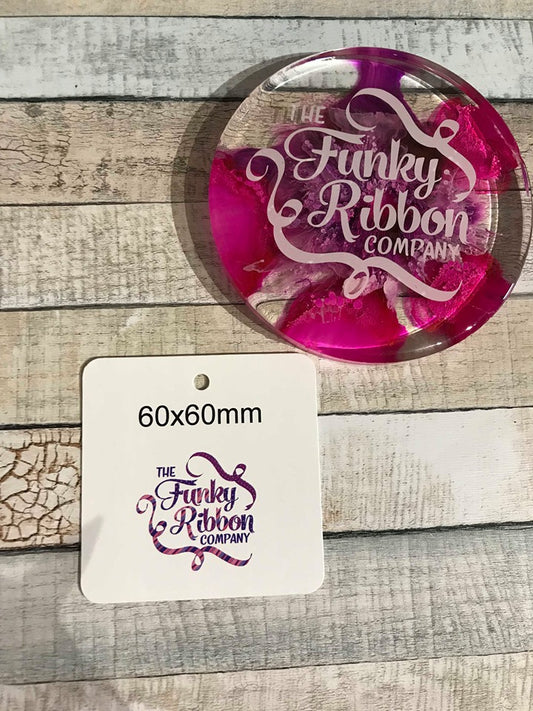 THE
Funky
Ribbon
COMPANY
60x60mm
THE
Funky
Ribbon
COMPANY